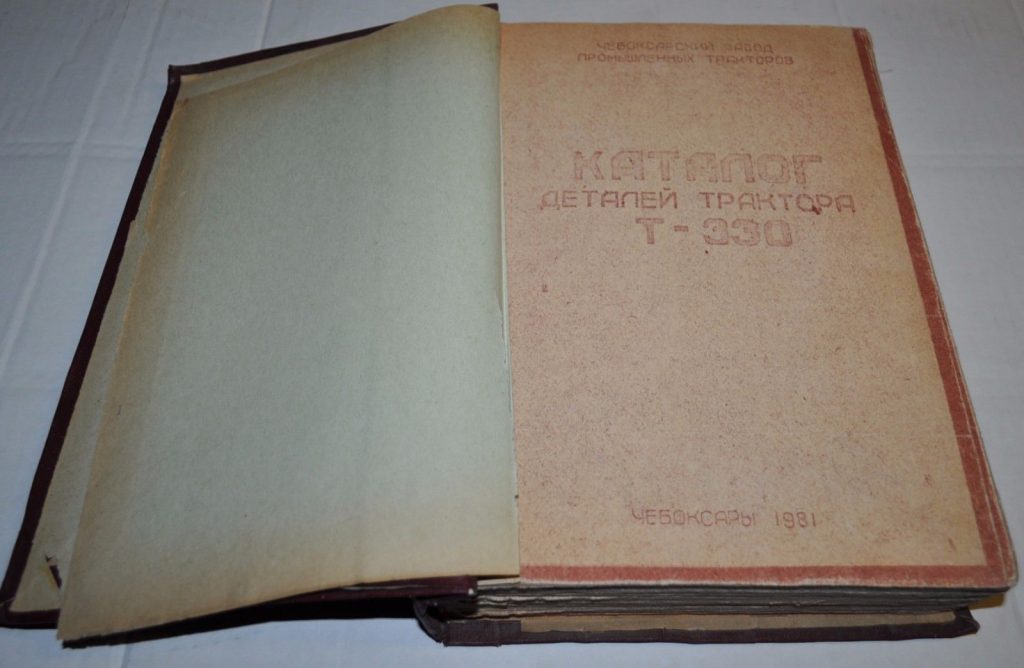 ЧЕБОКСАРСКИЙ ЗАВОД
ПРОМЫШЛЕННЫХ ТРАКТОРОВ
КАТАЛОГ
ДЕТАЛЕЙ ТРАКТОРА
Т-330
ЧЕБОКСАРЫ 1981